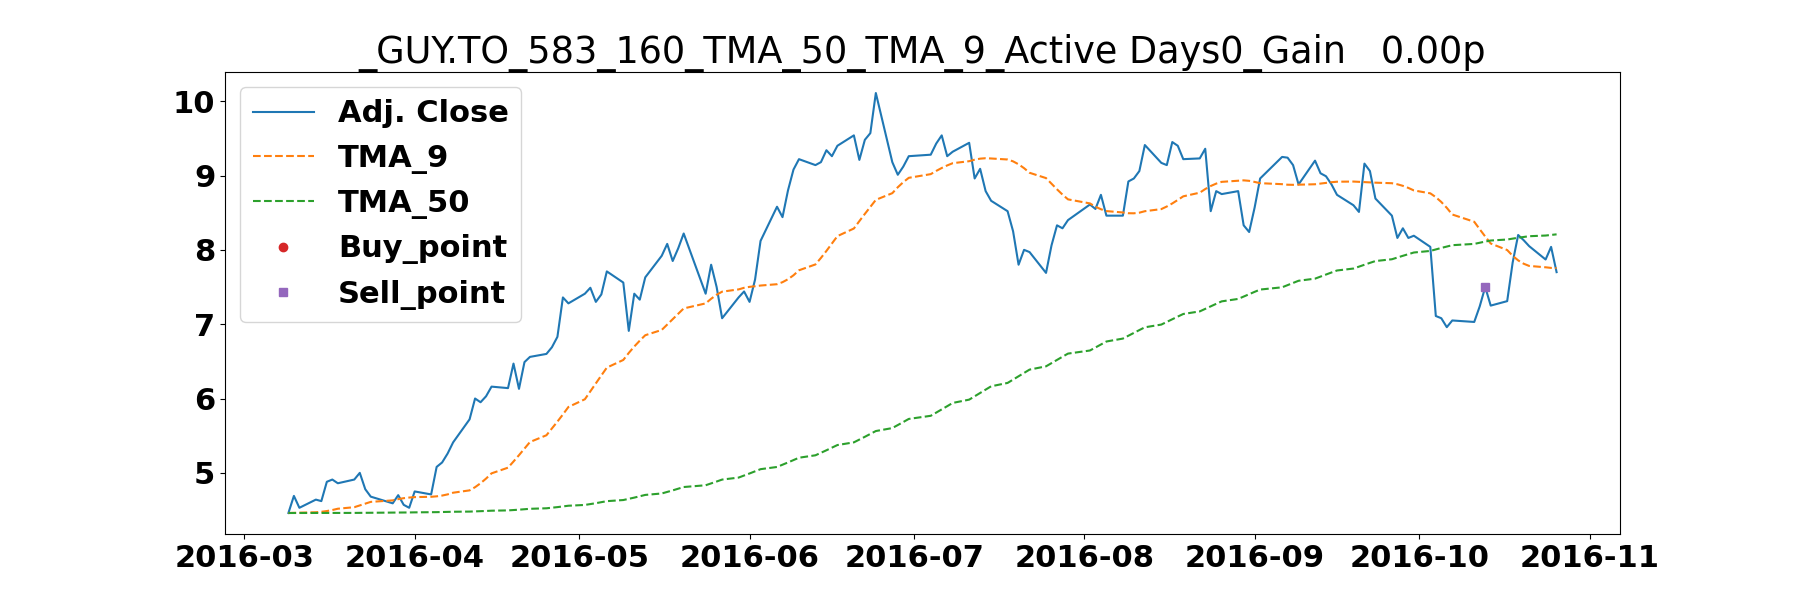 _GUY.TO_583_160_TMA_50_TMA_9_Active Days0_Gain   0.00p
10
9
8
7
6
5
Adj. Close
TMA_9
TMA_50
Buy_point
Sell_point
2016-03 2016-04 2016-05 2016-06 2016-07 2016-08 2016-09 2016-10 2016-11